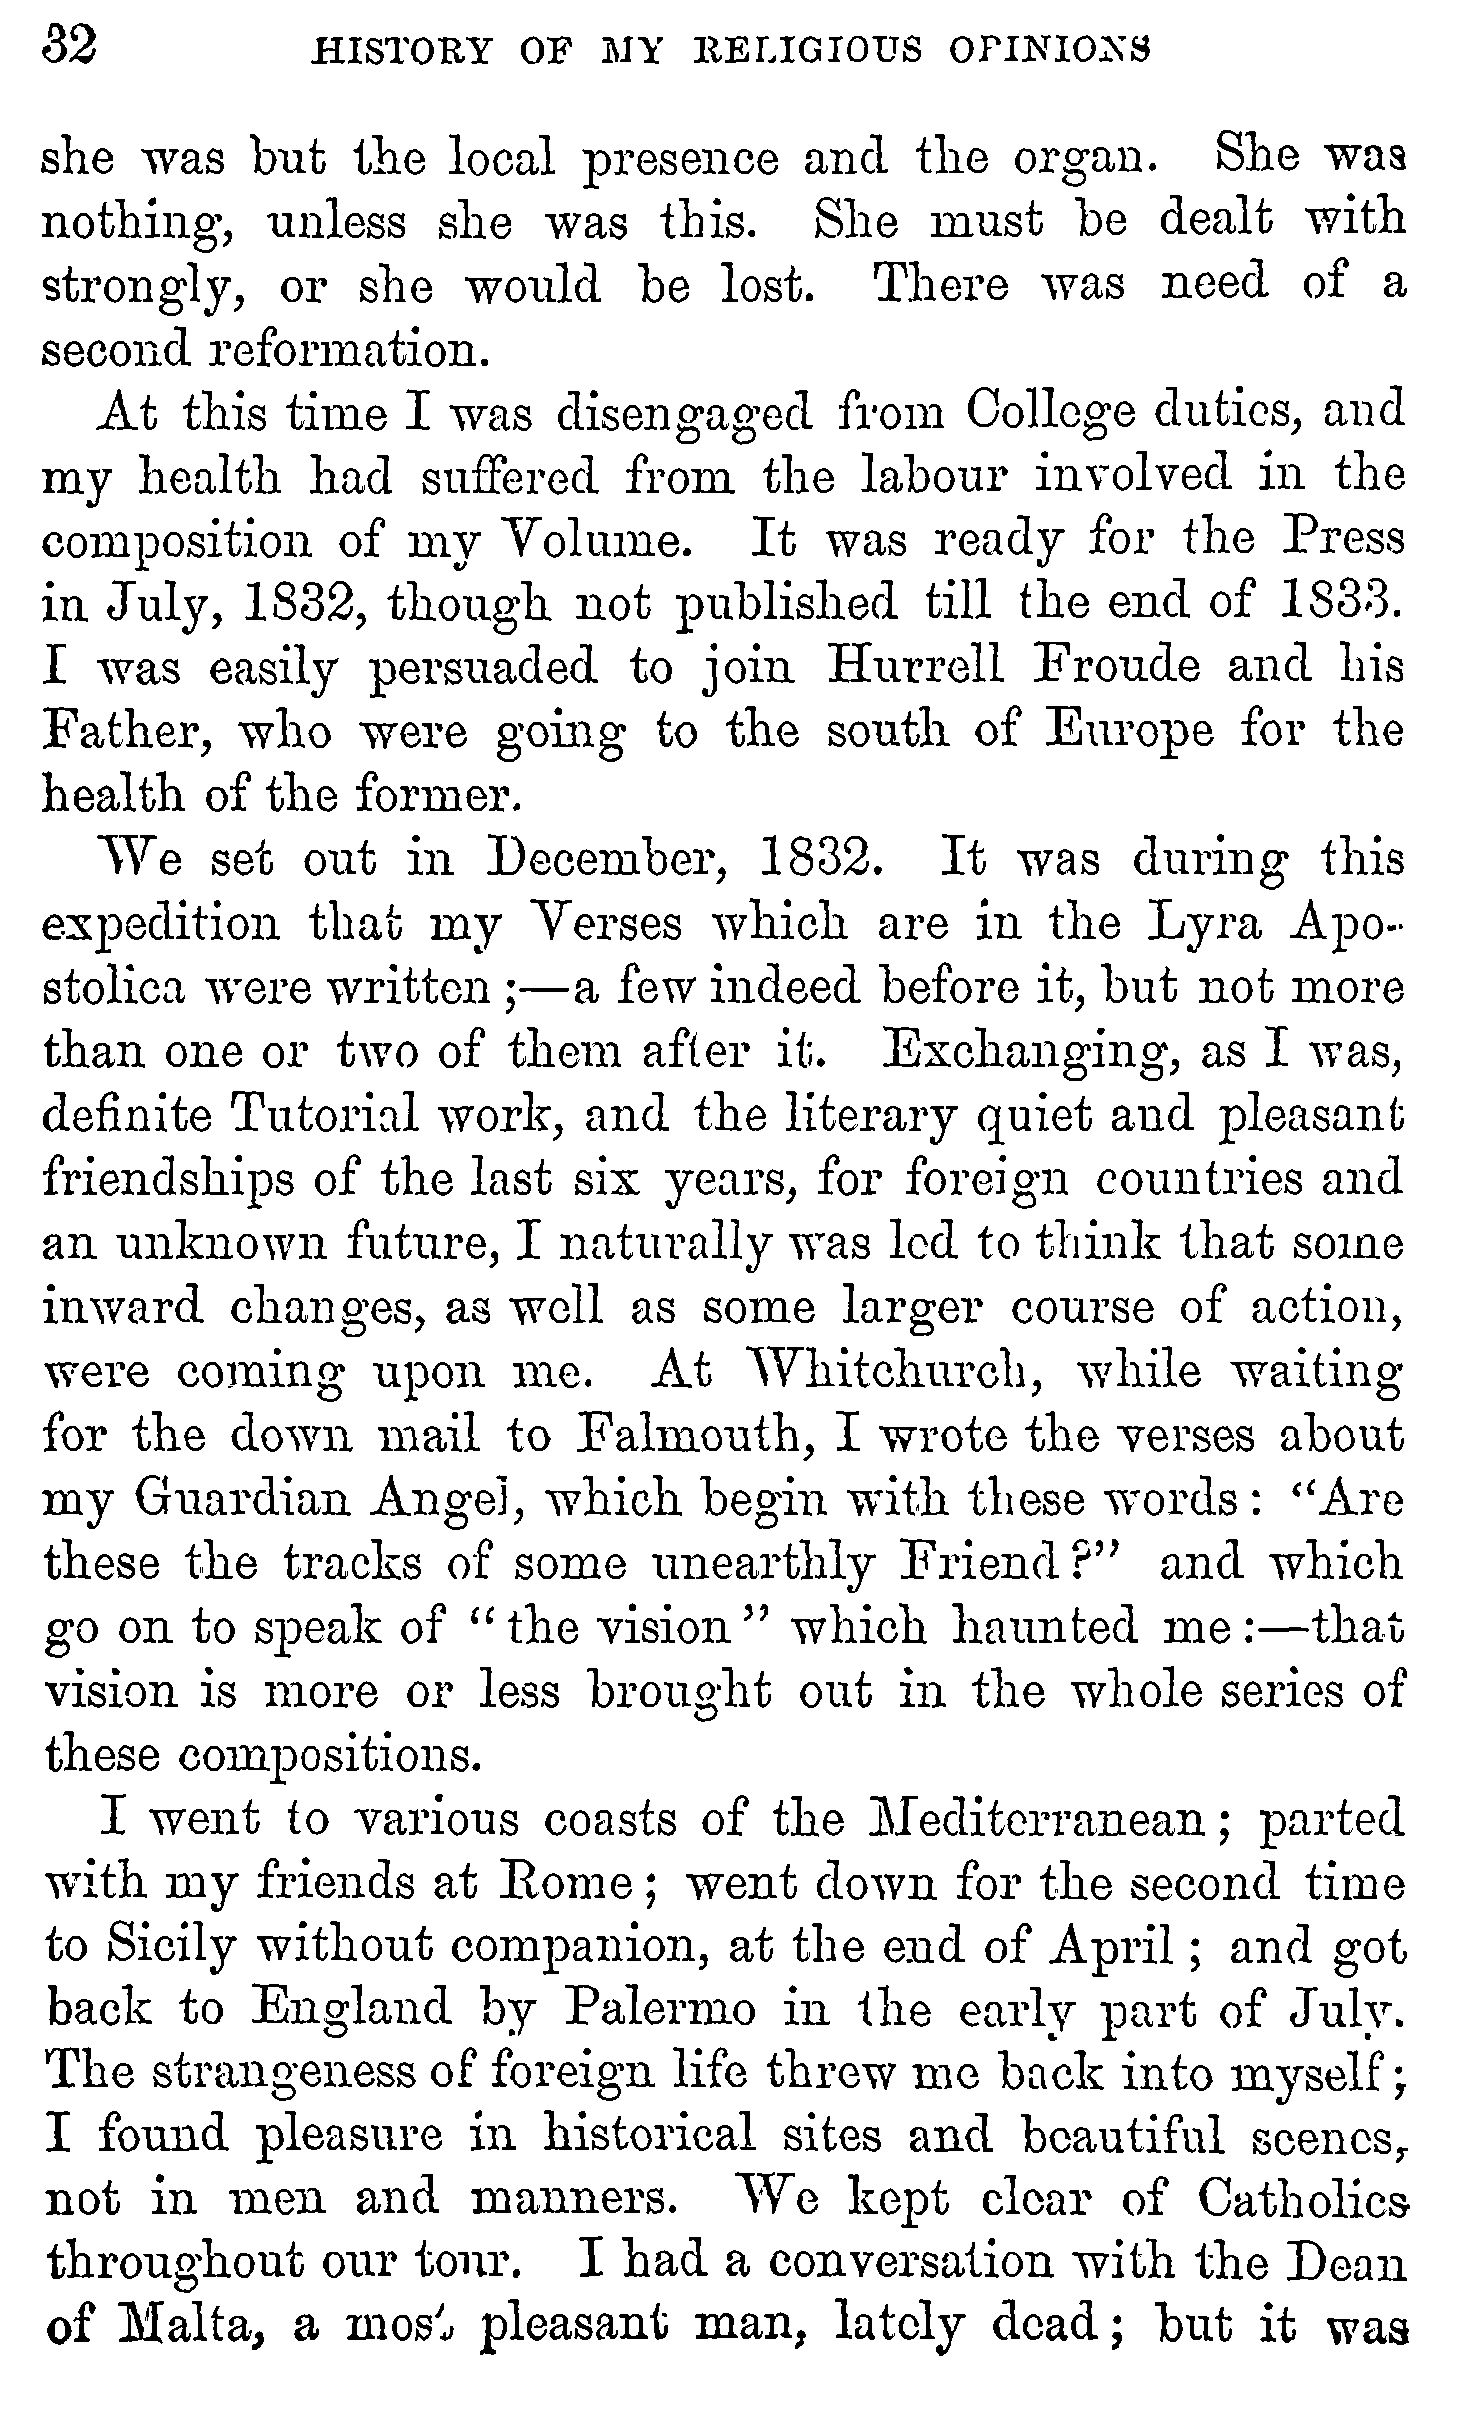 32 HISTORY OF MY RELIGIOUS OPINIONS
she was but the local presence and the organ. She was
nothing, unless she was this. She must be dealt with
strongly, or she would be lost. There was need of a
second reformation.
At this time I was disengaged from College duties, and
my health had suffered from the labour involved in the
composition of my Volume. It was ready for the Press
in July, 1832, though not published till the end of 1833.
I was easily persuaded to join Hurrell Froude and his
Father, who were going to the south of Europe for the
health of the former.
We set out in December, 1832. It was during this
expedition that my Verses which are in the Lyra Apo-
stolica were written;—a few indeed before it, but not more
than one or two of them after it. Exchanging, as I was,
definite Tutorial work, and the literary quiet and pleasant
friendships of the last six years, for foreign countries and
an unknown future, I naturally was led to think that some
inward changes, as well as some larger course of action,
were coming upon me. At Whitchurch, while waiting
for the down mail to Falmouth, I wrote the verses about
my Guardian Angel, which begin with these words: “Are
these the tracks of some unearthly Friend?” and which
go on to speak of “the vision” which haunted me:—that
vision is more or less brought out in the whole series of
these compositions.
I went to various coasts of the Mediterranean; parted
with my friends at Rome; went down for the second time
to Sicily without companion, at the end of April; and got
back to England by Palermo in the early part of July.
The strangeness of foreign life threw me back into myself;
I found pleasure in historical sites and beautiful scenes,
not in men and manners. We kept clear of Catholics
throughout our tour. I had a conversation with the Dean
of Malta, a most pleasant man, lately dead; but it was